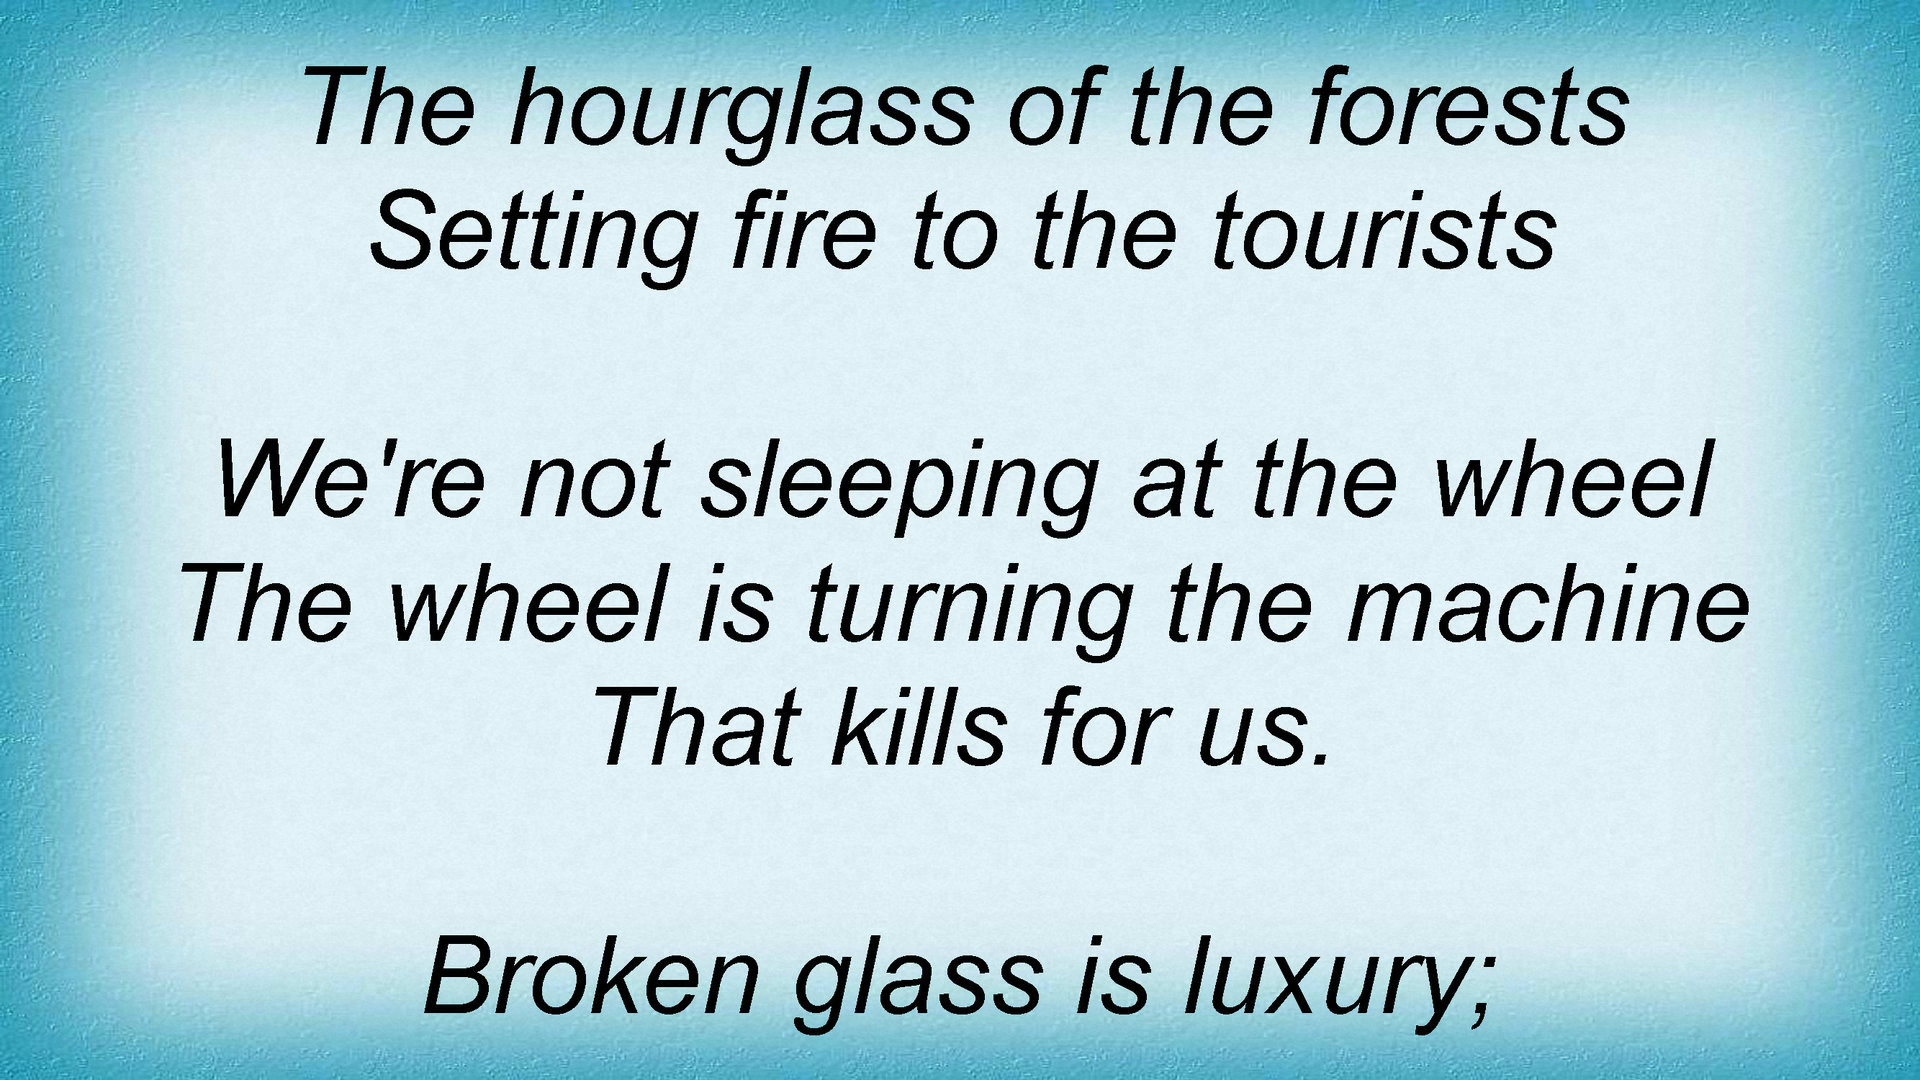 The hourglass of the forests
Setting fire to the tourists
We're not sleeping at the wheel
The wheel is turning the machine
That kills for us.
Broken glass is luxury;